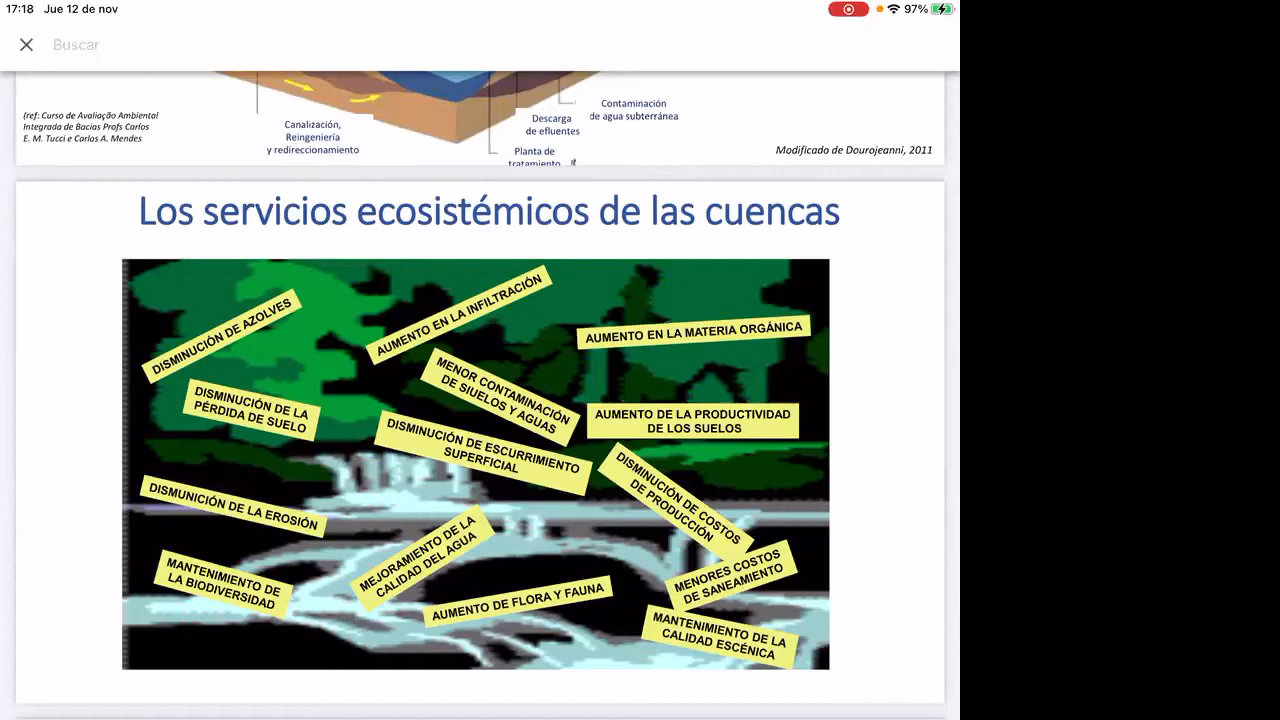 17:18 Jue 12 de nov
97%
Buscar
(ref: Curso de Avaliação Ambiental
Integrada de Bacias Profs Carlos
E. M. Tucci e Carlos A. Mendes
Canalización,
Reingeniería
y redireccionamiento
Descarga
de efluentes
Planta de
tratamiento
Contaminación
de agua subterránea
Modificado de Dourojeanni, 2011
Los servicios ecosistémicos de las cuencas
DISMINUCIÓN DE AZOLVES
AUMENTO EN LA INFILTRACIÓN
AUMENTO EN LA MATERIA ORGÁNICA
DISMINUCIÓN DE LA
PÉRDIDA DE SUELO
MENOR CONTAMINACIÓN
DE SIUELOS Y AGUAS
AUMENTO DE LA PRODUCTIVIDAD
DE LOS SUELOS
DISMINUCIÓN DE ESCURRIMIENTO
SUPERFICIAL
DISMINUCIÓN DE COSTOS
DE PRODUCCIÓN
DISMUNICIÓN DE LA EROSIÓN
MEJORAMIENTO DE LA
CALIDAD DEL AGUA
MENORES COSTOS
DE SANEAMIENTO
MANTENIMIENTO DE
LA BIODIVERSIDAD
AUMENTO DE FLORA Y FAUNA
MANTENIMIENTO DE LA
CALIDAD ESCÉNICA